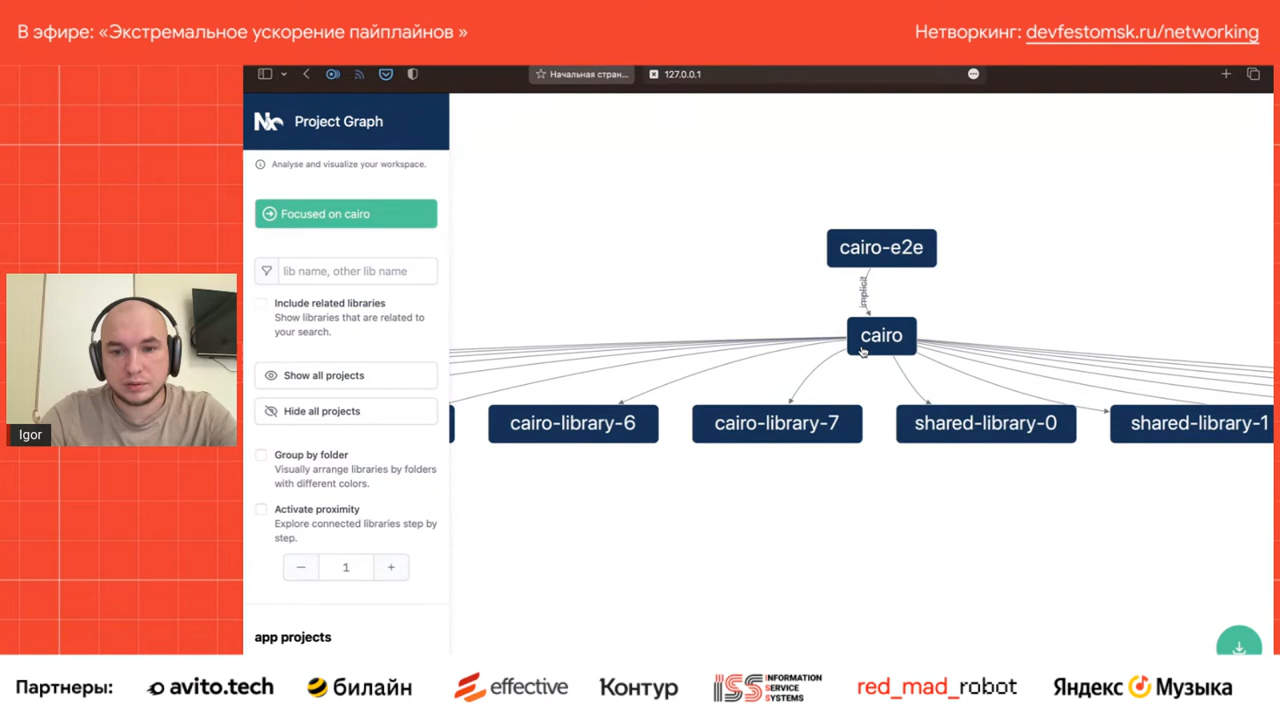 В эфире: «Экстремальное ускорение пайплайнов »
Нетворкинг: devfestomsk.ru/networking
Начальная стран...
127.0.0.1
Nx Project Graph
Analyse and visualize your workspace.
Focused on cairo
lib name, other lib name
Include related libraries
Show libraries that are related to
your search.
Show all projects
Hide all projects
Group by folder
Visually arrange libraries by folders
with different colors.
Activate proximity
Explore connected libraries step by
step.
− 1 +
app projects
cairo-e2e
implicit
cairo
cairo-library-6
cairo-library-7
shared-library-0
shared-library-1
Igor
Партнеры:
avito.tech
билайн
effective
Контур
ISS INFORMATION
SERVICE
SYSTEMS
red_mad_robot
Яндекс Музыка